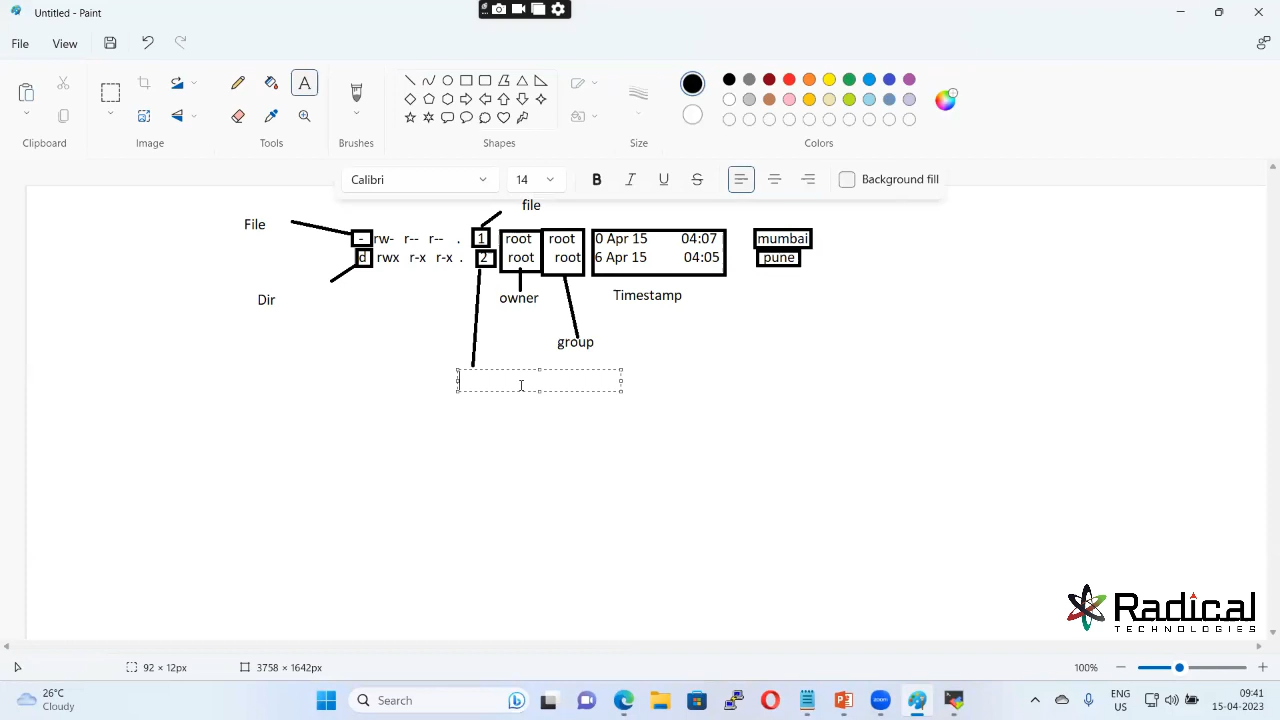 Untitled - Paint
File View
Clipboard Image Tools Brushes Shapes Size Colors
Calibri 14 B I U S Background fill
file
File
- rw- r-- r-- . 1 root root 0 Apr 15 04:07 mumbai
d rwx r-x r-x . 2 root root 6 Apr 15 04:05 pune
Dir owner Timestamp
group
Radical
TECHNOLOGIES
92 × 12px 3758 × 1642px 100%
26°C
Cloudy
Search
ENG
US
09:41
15-04-2023